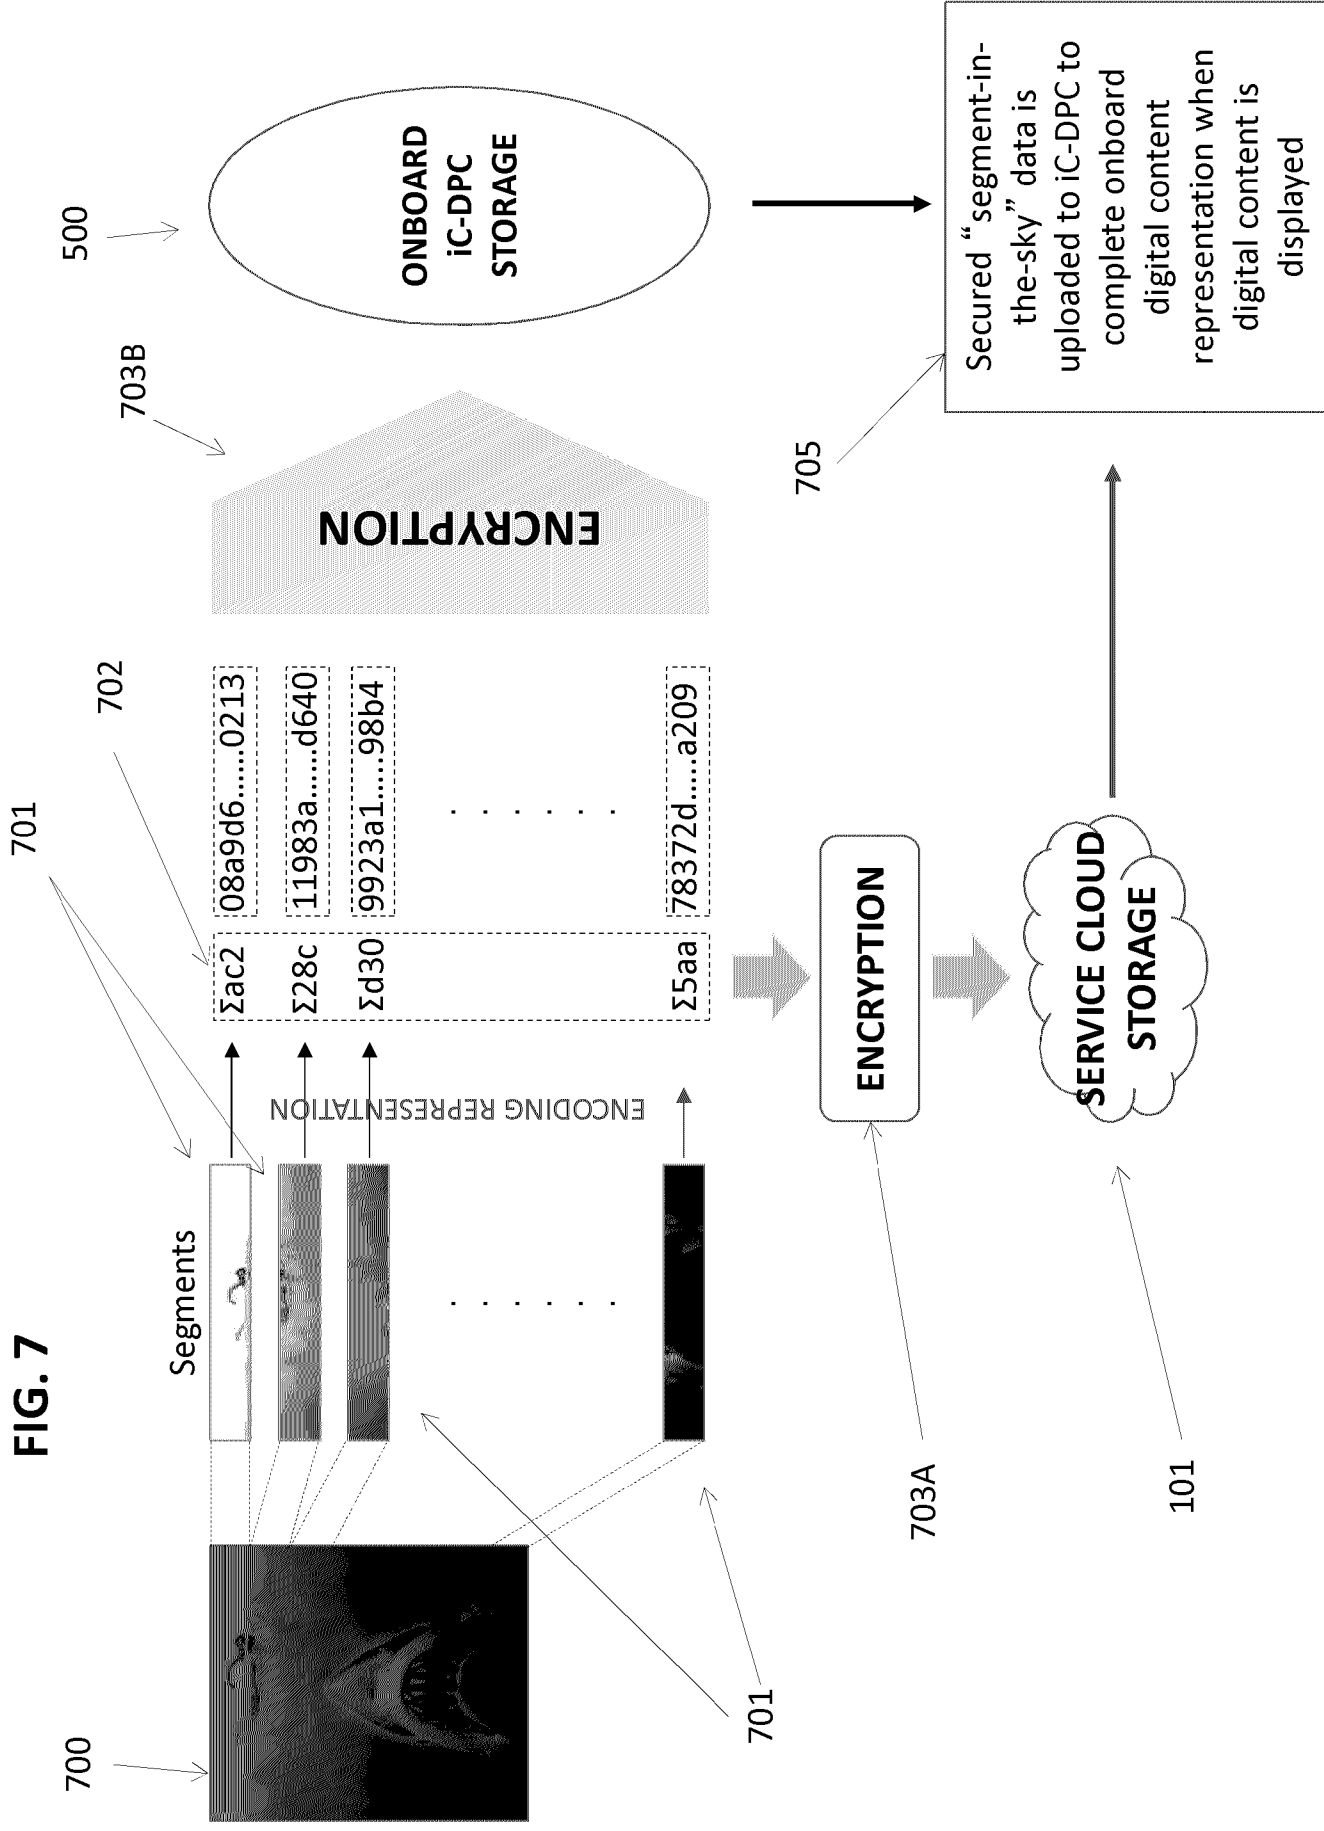 FIG. 7
700
701
500
Segments
702
703B
Σac2
08a9d6......0213
Σ28c
11983a......d640
Σd30
9923a1.....98b4
. . . . . .
. . . . . .
Σ5aa
78372d.....a209
ENCODING REPRESENTATION
ENCRYPTION
ONBOARD
iC-DPC
STORAGE
701
703A
ENCRYPTION
705
101
SERVICE CLOUD
STORAGE
Secured “segment-in-
the-sky” data is
uploaded to iC-DPC to
complete onboard
digital content
representation when
digital content is
displayed